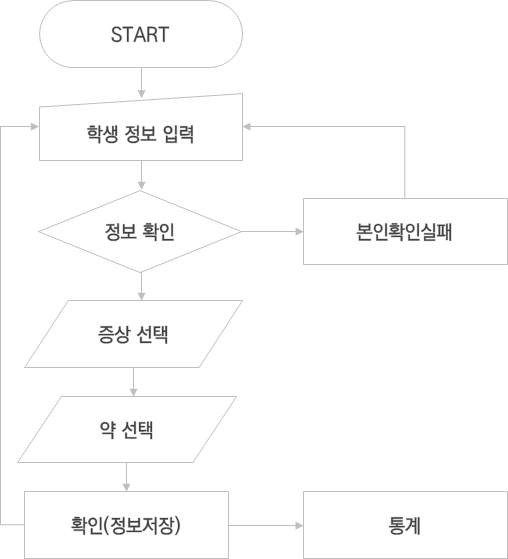 START
학생 정보 입력
정보 확인
본인확인실패
증상 선택
약 선택
확인(정보저장)
통계